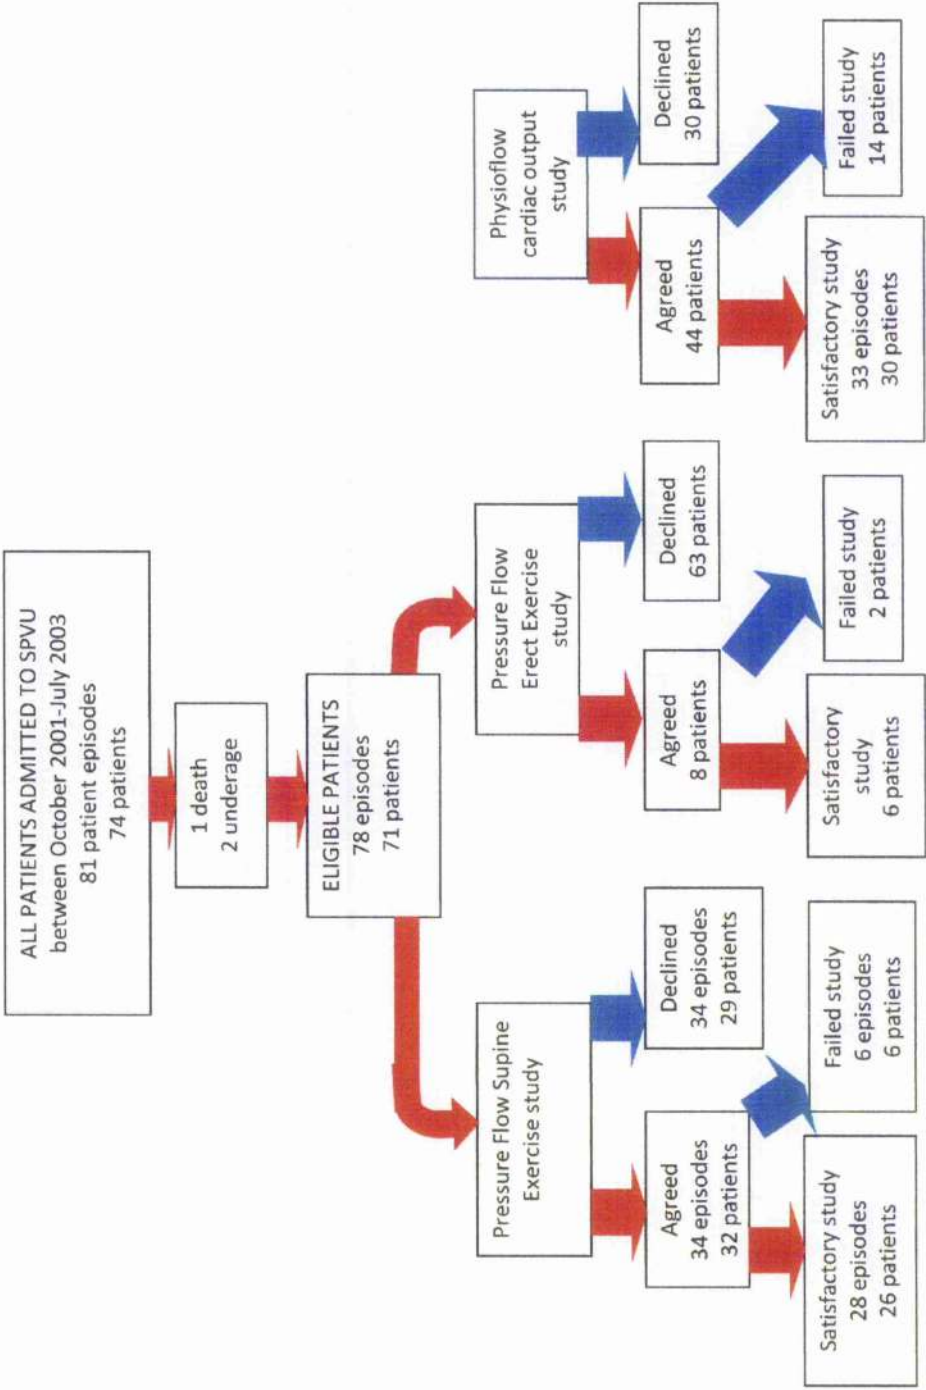 ALL PATIENTS ADMITTED TO SPVU
between October 2001-July 2003
81 patient episodes
74 patients
1 death
2 underage
ELIGIBLE PATIENTS
78 episodes
71 patients
Pressure Flow Supine
Exercise study
Agreed
34 episodes
32 patients
Declined
34 episodes
29 patients
Satisfactory study
28 episodes
26 patients
Failed study
6 episodes
6 patients
Pressure Flow
Erect Exercise
study
Agreed
8 patients
Declined
63 patients
Satisfactory
study
6 patients
Failed study
2 patients
Physioflow
cardiac output
study
Agreed
44 patients
Declined
30 patients
Satisfactory study
33 episodes
30 patients
Failed study
14 patients